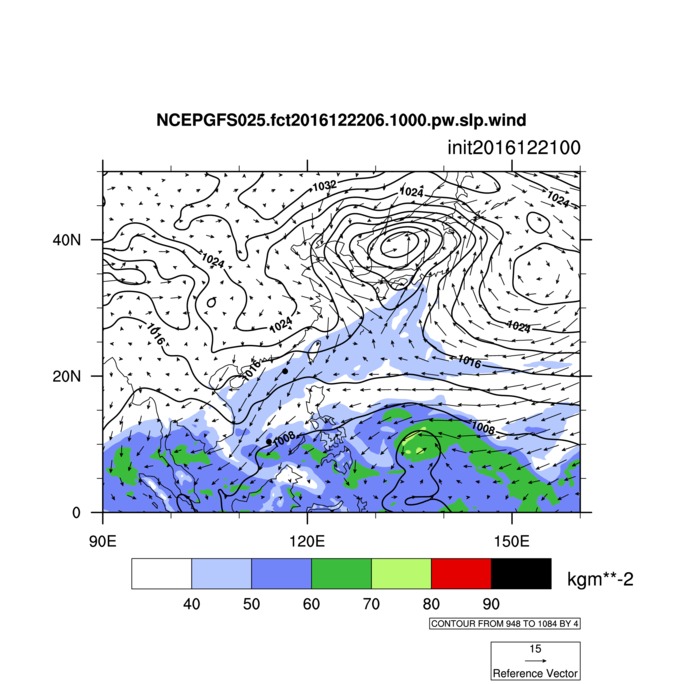 NCEPGFS025.fct2016122206.1000.pw.slp.wind
init2016122100
1032
1024
1024
40N
1024
1024
1024
1016
1016
1016
20N
1008
1008
0
90E 120E 150E
40 50 60 70 80 90
kgm**-2
CONTOUR FROM 948 TO 1084 BY 4
15
Reference Vector